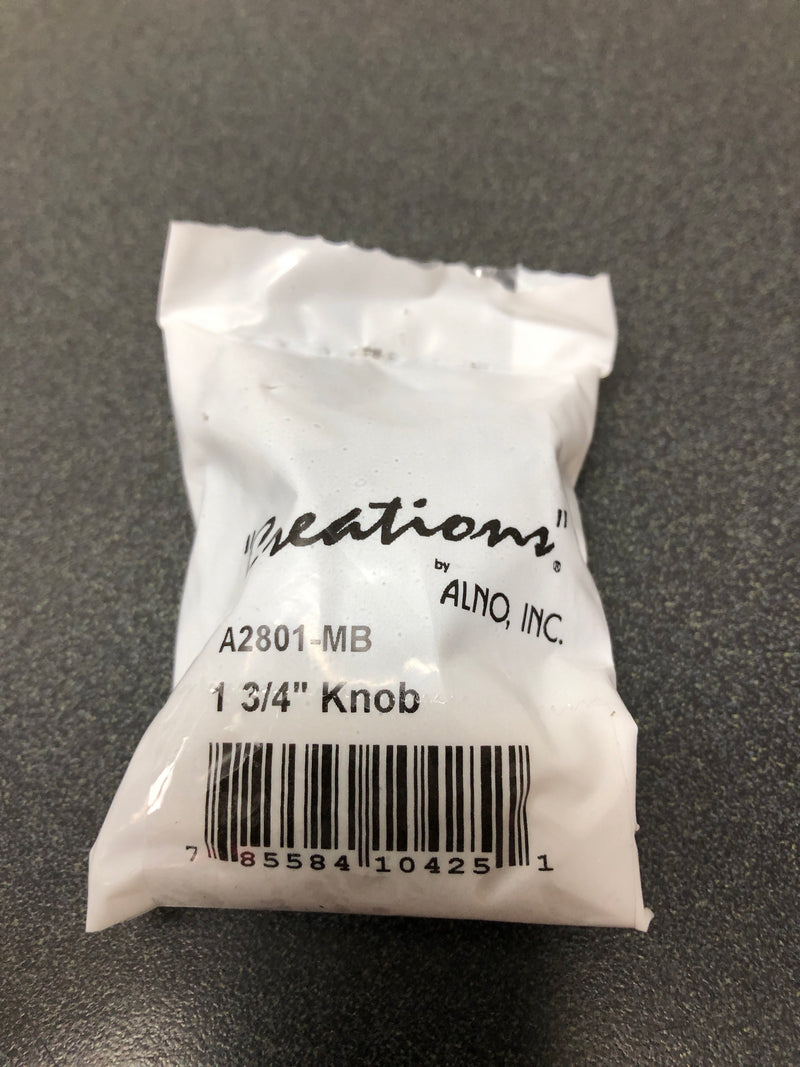 "Creations"®
by
ALNO, INC.
A2801-MB
1 3/4" Knob
7 85584 10425 1